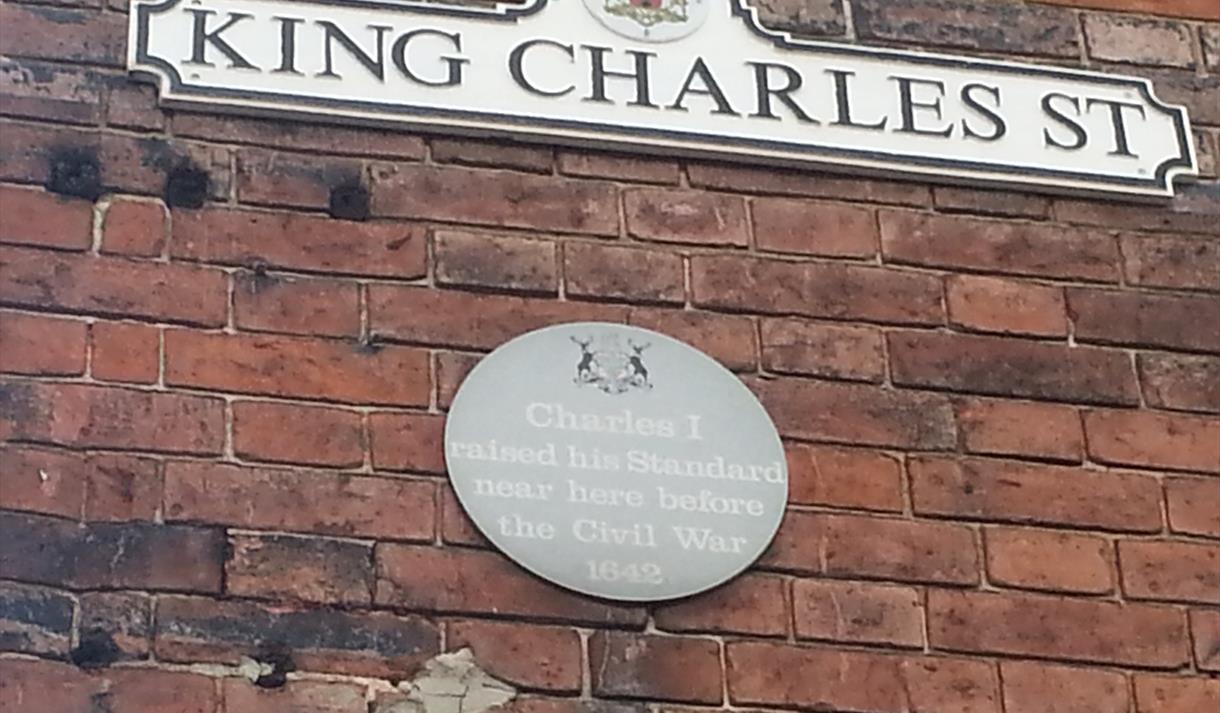 KING CHARLES ST
Charles I
raised his Standard
near here before
the Civil War
1642